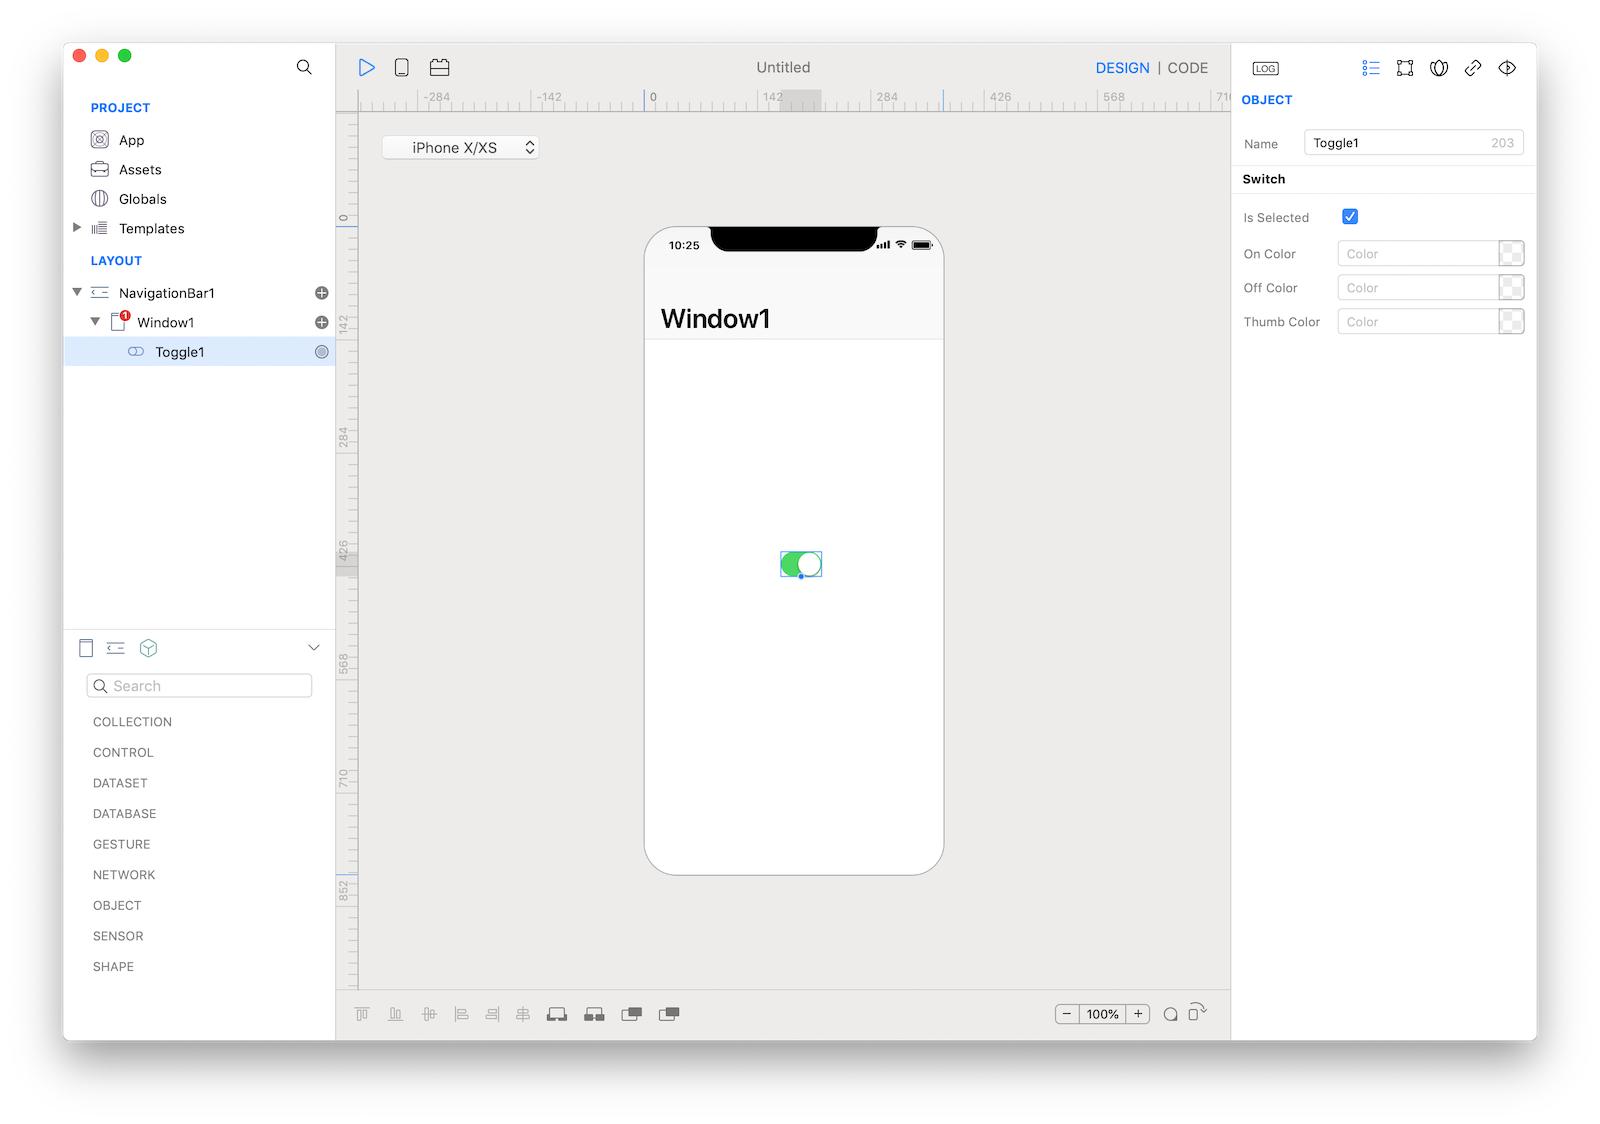 Untitled
DESIGN | CODE
LOG
PROJECT
App
Assets
Globals
Templates
LAYOUT
NavigationBar1
Window1
1
Toggle1
Search
COLLECTION
CONTROL
DATASET
DATABASE
GESTURE
NETWORK
OBJECT
SENSOR
SHAPE
-284
-142
0
142
284
426
568
710
0
142
284
426
568
710
852
iPhone X/XS
10:25
Window1
100%
OBJECT
Name
Toggle1
203
Switch
Is Selected
On Color
Color
Off Color
Color
Thumb Color
Color